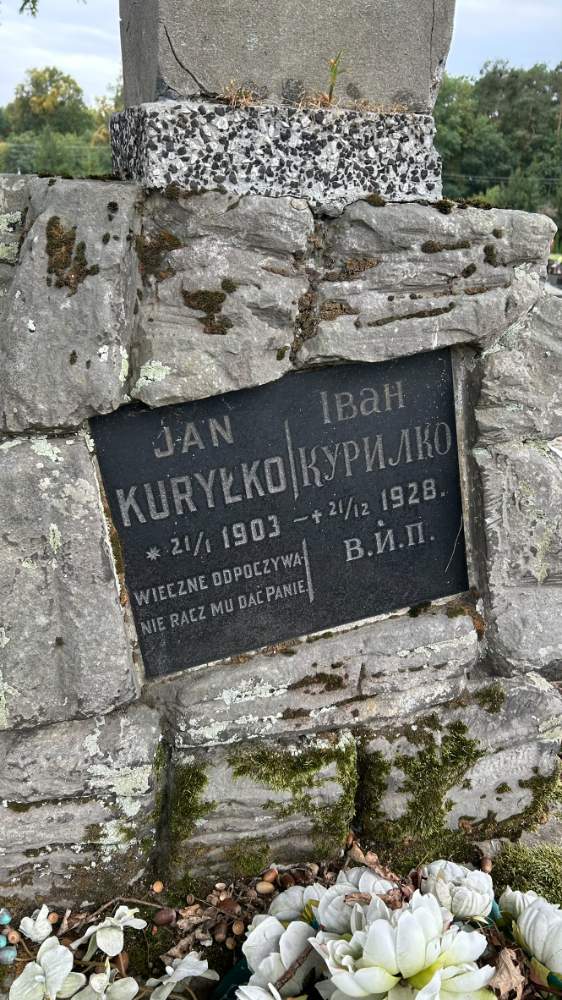 JAN
KURYŁKO
Іван
КУРИЛКО
* 21/1 1903 – + 21/12 1928.
WIECZNE ODPOCZYWA-
NIE RACZ MU DAĆ PANIE.
В.Й.П.